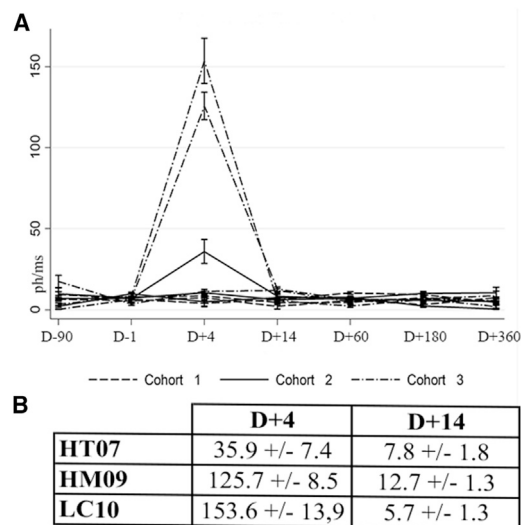 A
150
100
50
0
ph/ms
D-90 D-1 D+4 D+14 D+60 D+180 D+360
Cohort 1 Cohort 2 Cohort 3
B
D+4 D+14
HT07 35.9 +/- 7.4 7.8 +/- 1.8
HM09 125.7 +/- 8.5 12.7 +/- 1.3
LC10 153.6 +/- 13,9 5.7 +/- 1.3